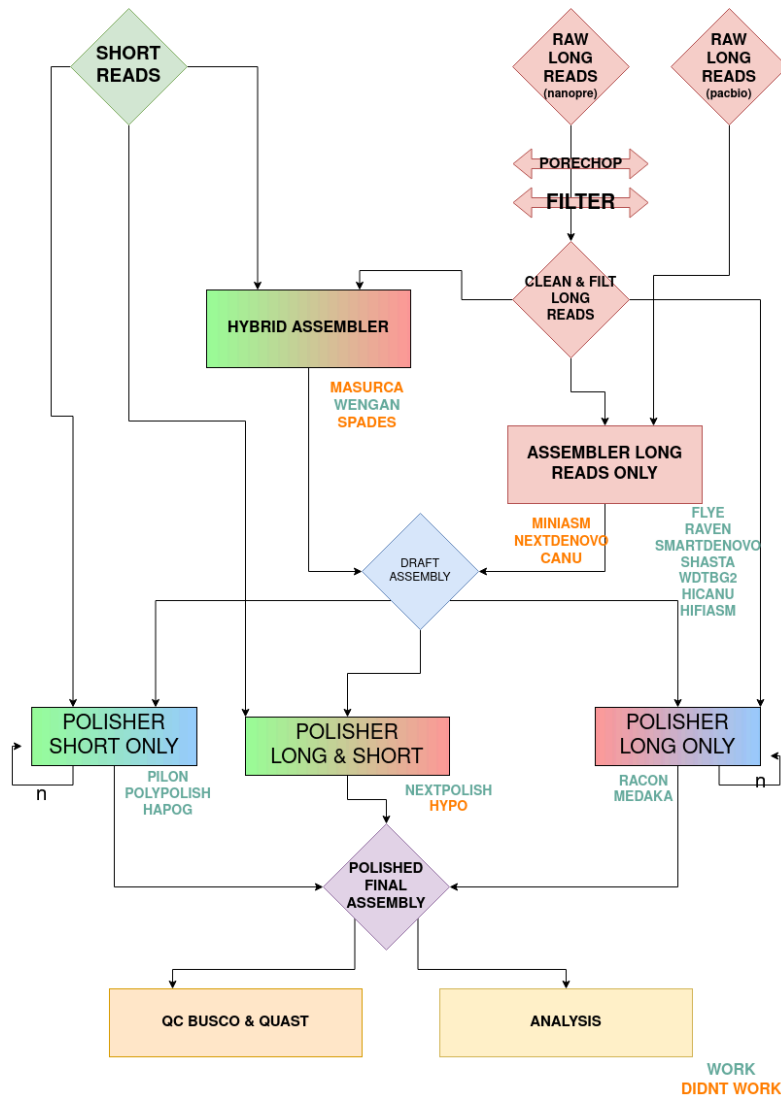 SHORT
READS
RAW
LONG
READS
(nanopre)
RAW
LONG
READS
(pacbio)
PORECHOP
FILTER
CLEAN & FILT
LONG
READS
HYBRID ASSEMBLER
MASURCA
WENGAN
SPADES
ASSEMBLER LONG
READS ONLY
MINIASM
NEXTDENOVO
CANU
FLYE
RAVEN
SMARTDENOVO
SHASTA
WDTBG2
HICANU
HIFIASM
DRAFT
ASSEMBLY
POLISHER
SHORT ONLY
n
PILON
POLYPOLISH
HAPOG
POLISHER
LONG & SHORT
NEXTPOLISH
HYPO
POLISHER
LONG ONLY
n
RACON
MEDAKA
POLISHED
FINAL
ASSEMBLY
QC BUSCO & QUAST
ANALYSIS
WORK
DIDNT WORK